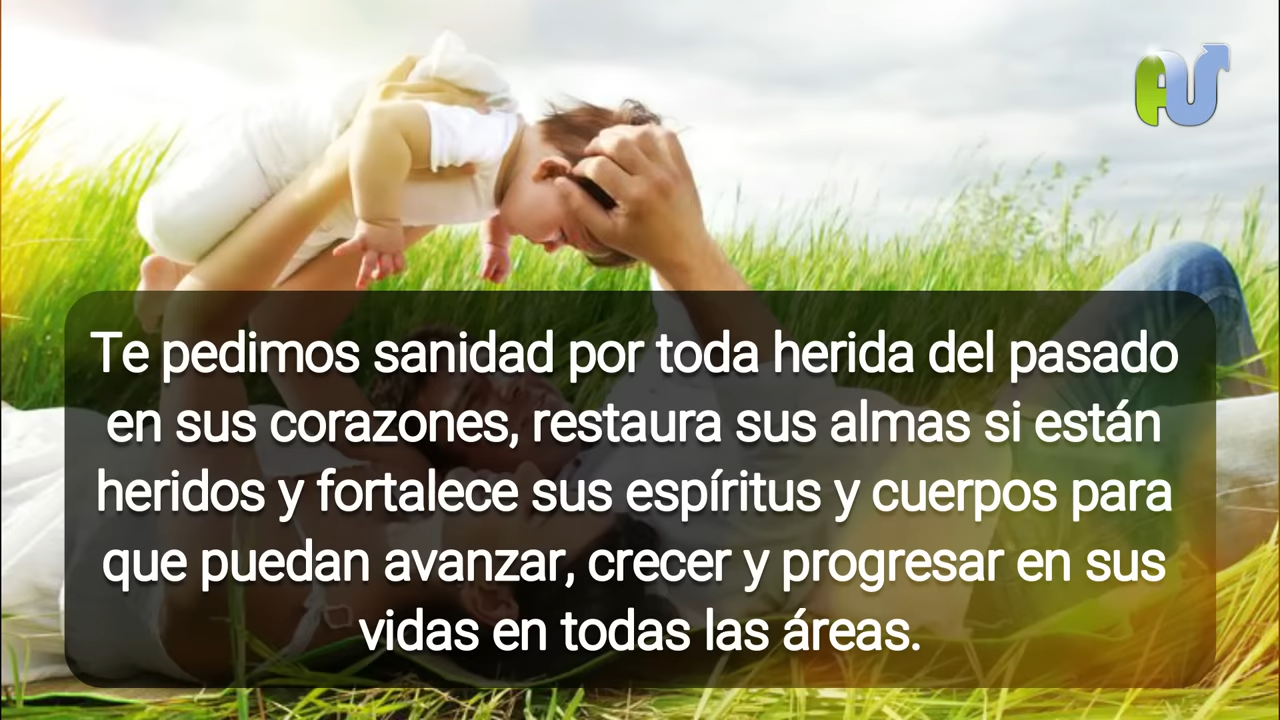 AU
Te pedimos sanidad por toda herida del pasado
en sus corazones, restaura sus almas si están
heridos y fortalece sus espíritus y cuerpos para
que puedan avanzar, crecer y progresar en sus
vidas en todas las áreas.